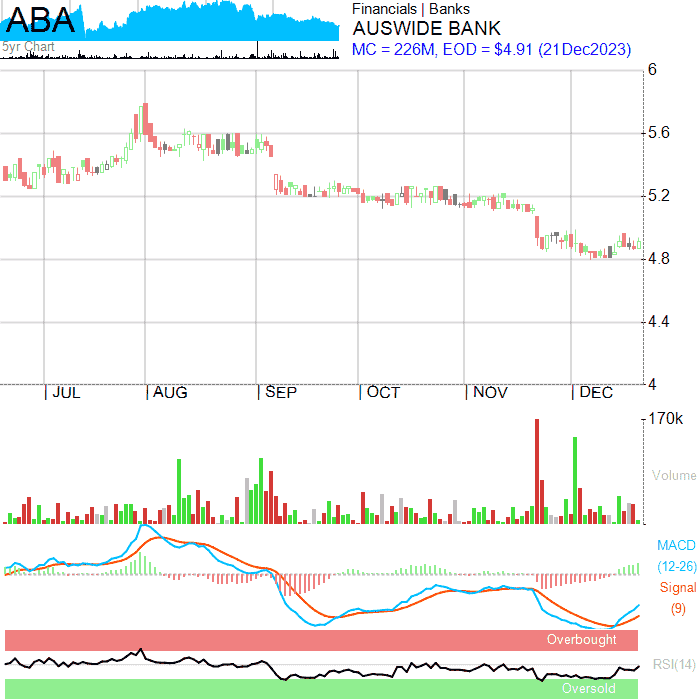 ABA
5yr Chart
Financials | Banks
AUSWIDE BANK
MC = 226M, EOD = $4.91 (21Dec2023)
6
5.6
5.2
4.8
4.4
4
JUL AUG SEP OCT NOV DEC
170k
Volume
MACD
(12-26)
Signal
(9)
Overbought
RSI(14)
Oversold